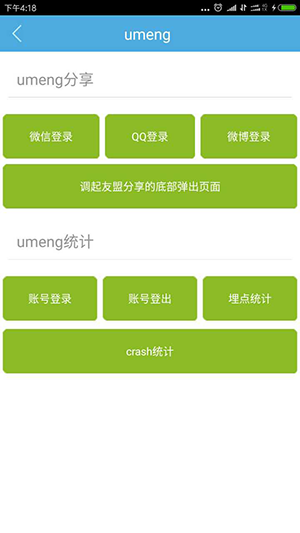 下午4:18
umeng
umeng分享
微信登录 QQ登录 微博登录
调起友盟分享的底部弹出页面
umeng统计
账号登录 账号登出 埋点统计
crash统计